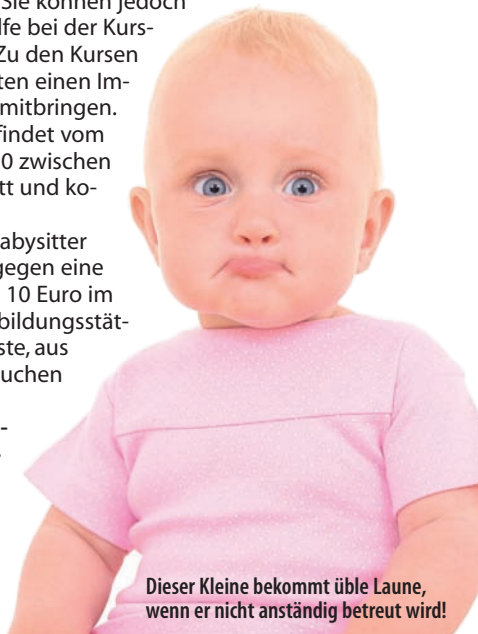 Sie können jedoch
lfe bei der Kurs-
Zu den Kursen
ten einen Im-
mitbringen.
findet vom
0 zwischen
tt und ko-
abysitter
gegen eine
10 Euro im
bildungsstät-
ste, aus
uchen
-
Dieser Kleine bekommt üble Laune,
wenn er nicht anständig betreut wird!